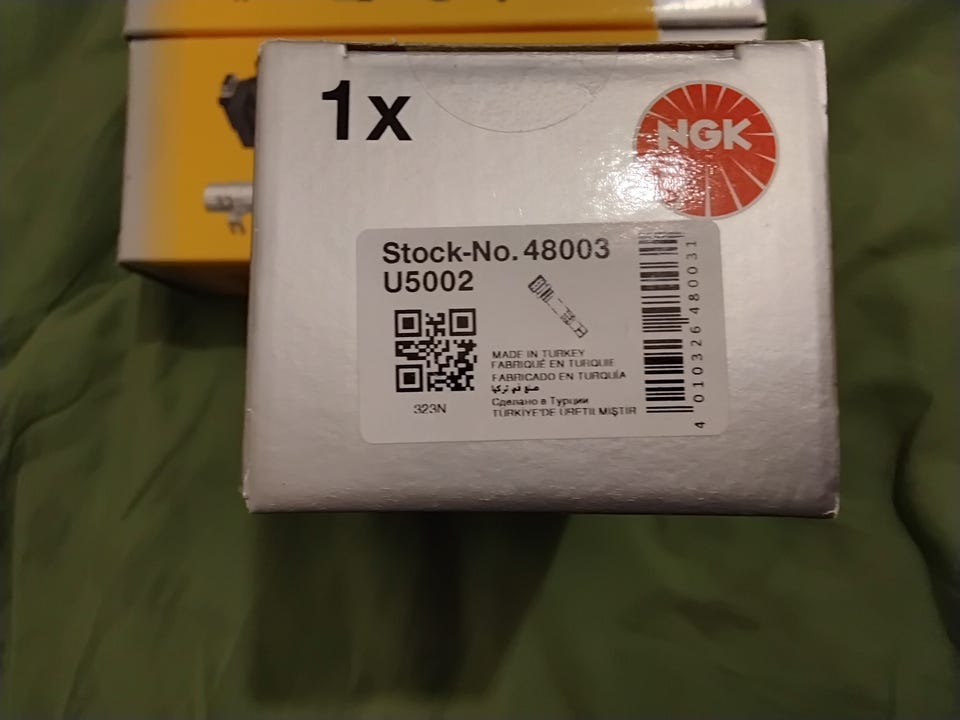 1x
NGK
Stock-No. 48003
U5002
MADE IN TURKEY
FABRIQUÉ EN TURQUIE
FABRICADO EN TURQUÍA
صنع في تركيا
Сделано в Турции
TÜRKİYE'DE ÜRETİLMİŞTİR
323N
4 010326 480031